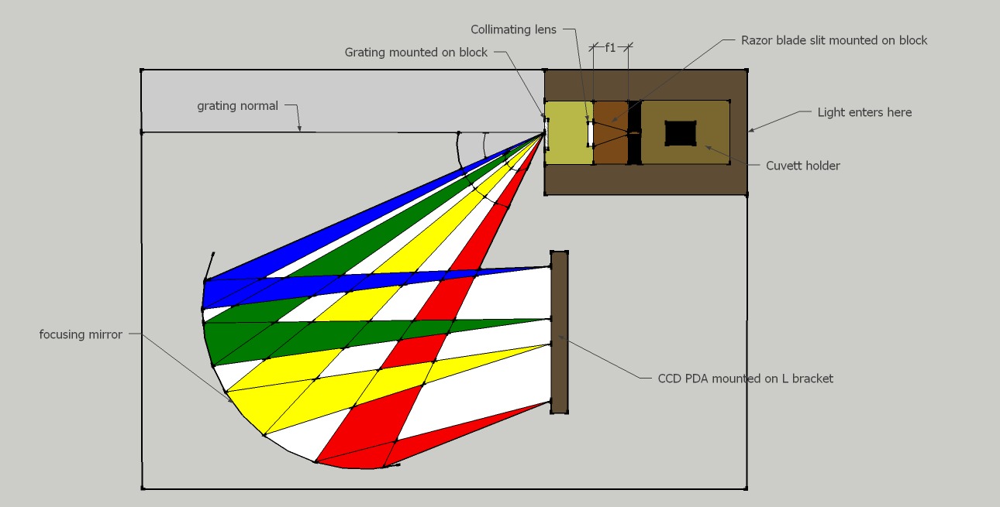 Collimating lens
Grating mounted on block
f1
Razor blade slit mounted on block
grating normal
Light enters here
Cuvett holder
focusing mirror
CCD PDA mounted on L bracket